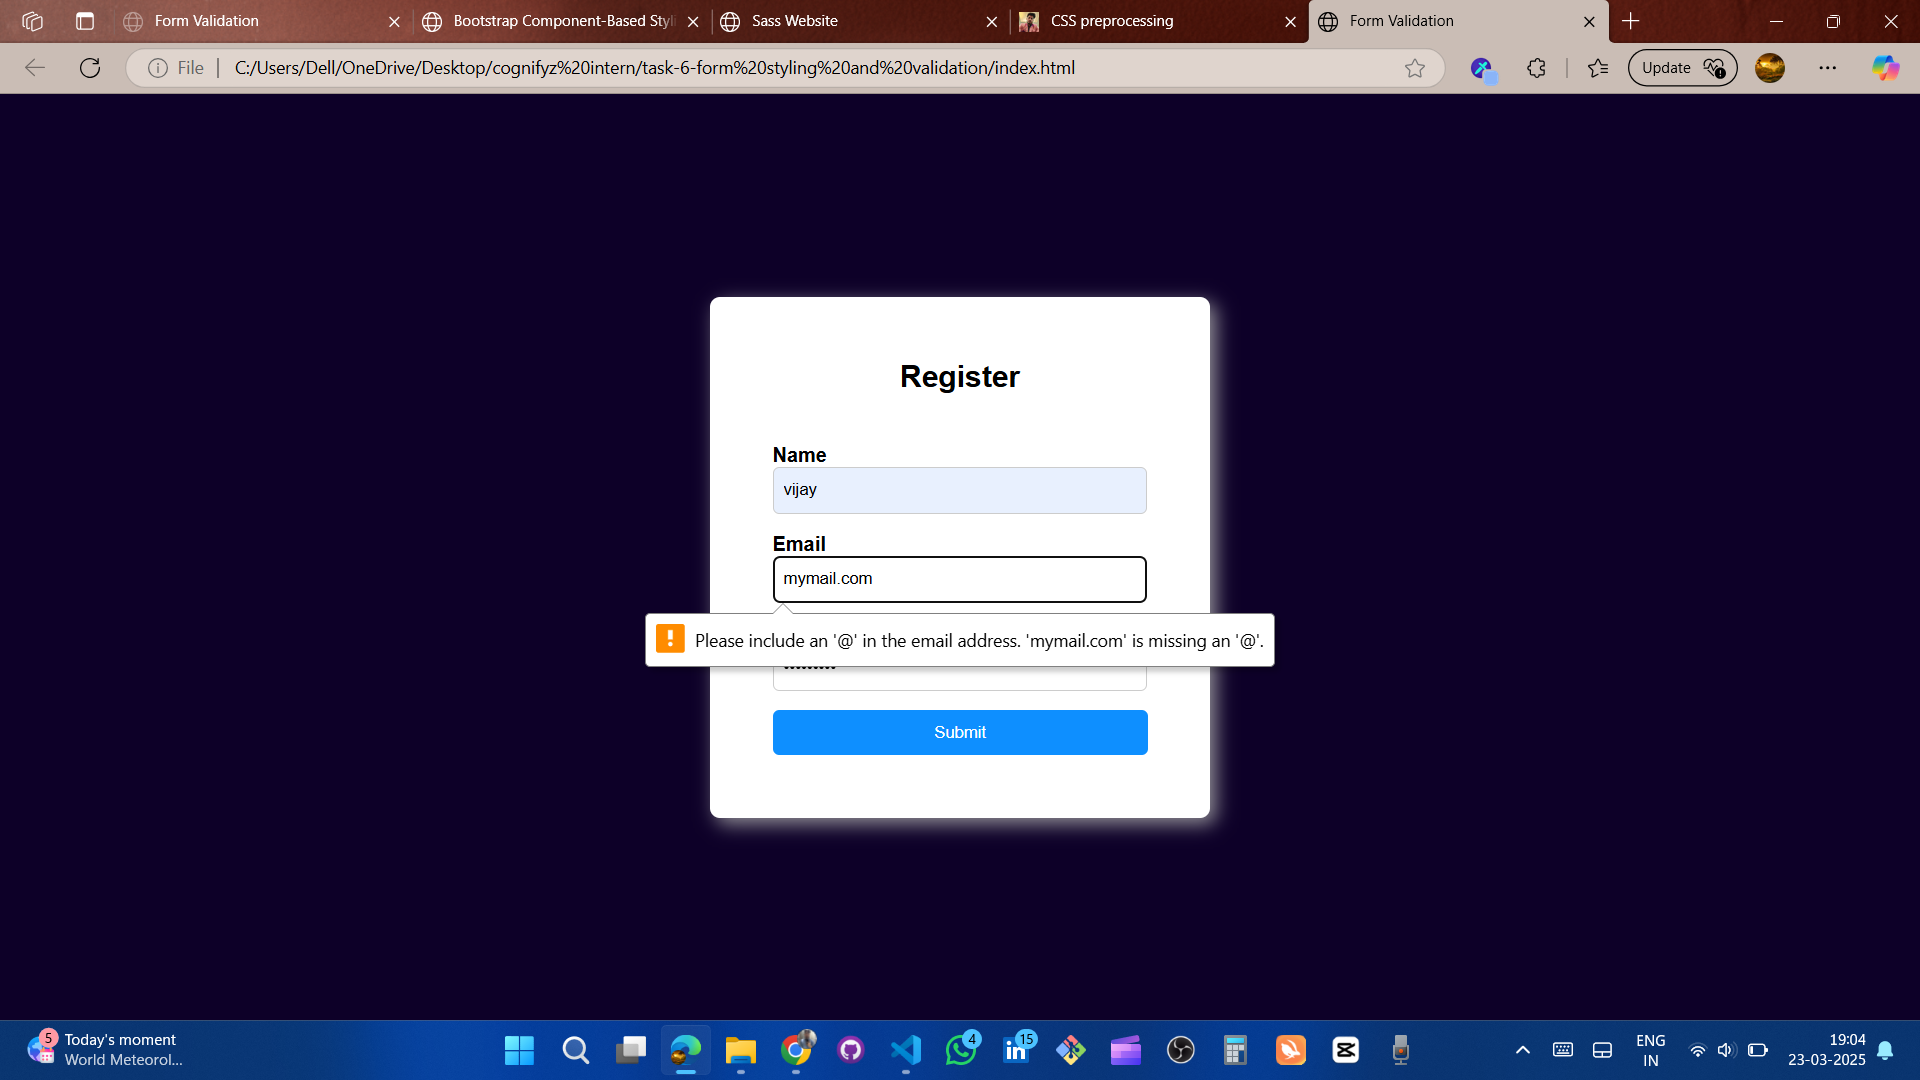 Form Validation
Bootstrap Component-Based Styli
Sass Website
CSS preprocessing
Form Validation
File
C:/Users/Dell/OneDrive/Desktop/cognifyz%20intern/task-6-form%20styling%20and%20validation/index.html
Update
Register
Name
vijay
Email
mymail.com
Please include an '@' in the email address. 'mymail.com' is missing an '@'.
Submit
5
Today's moment
World Meteorol...
4
15
ENG
IN
19:04
23-03-2025